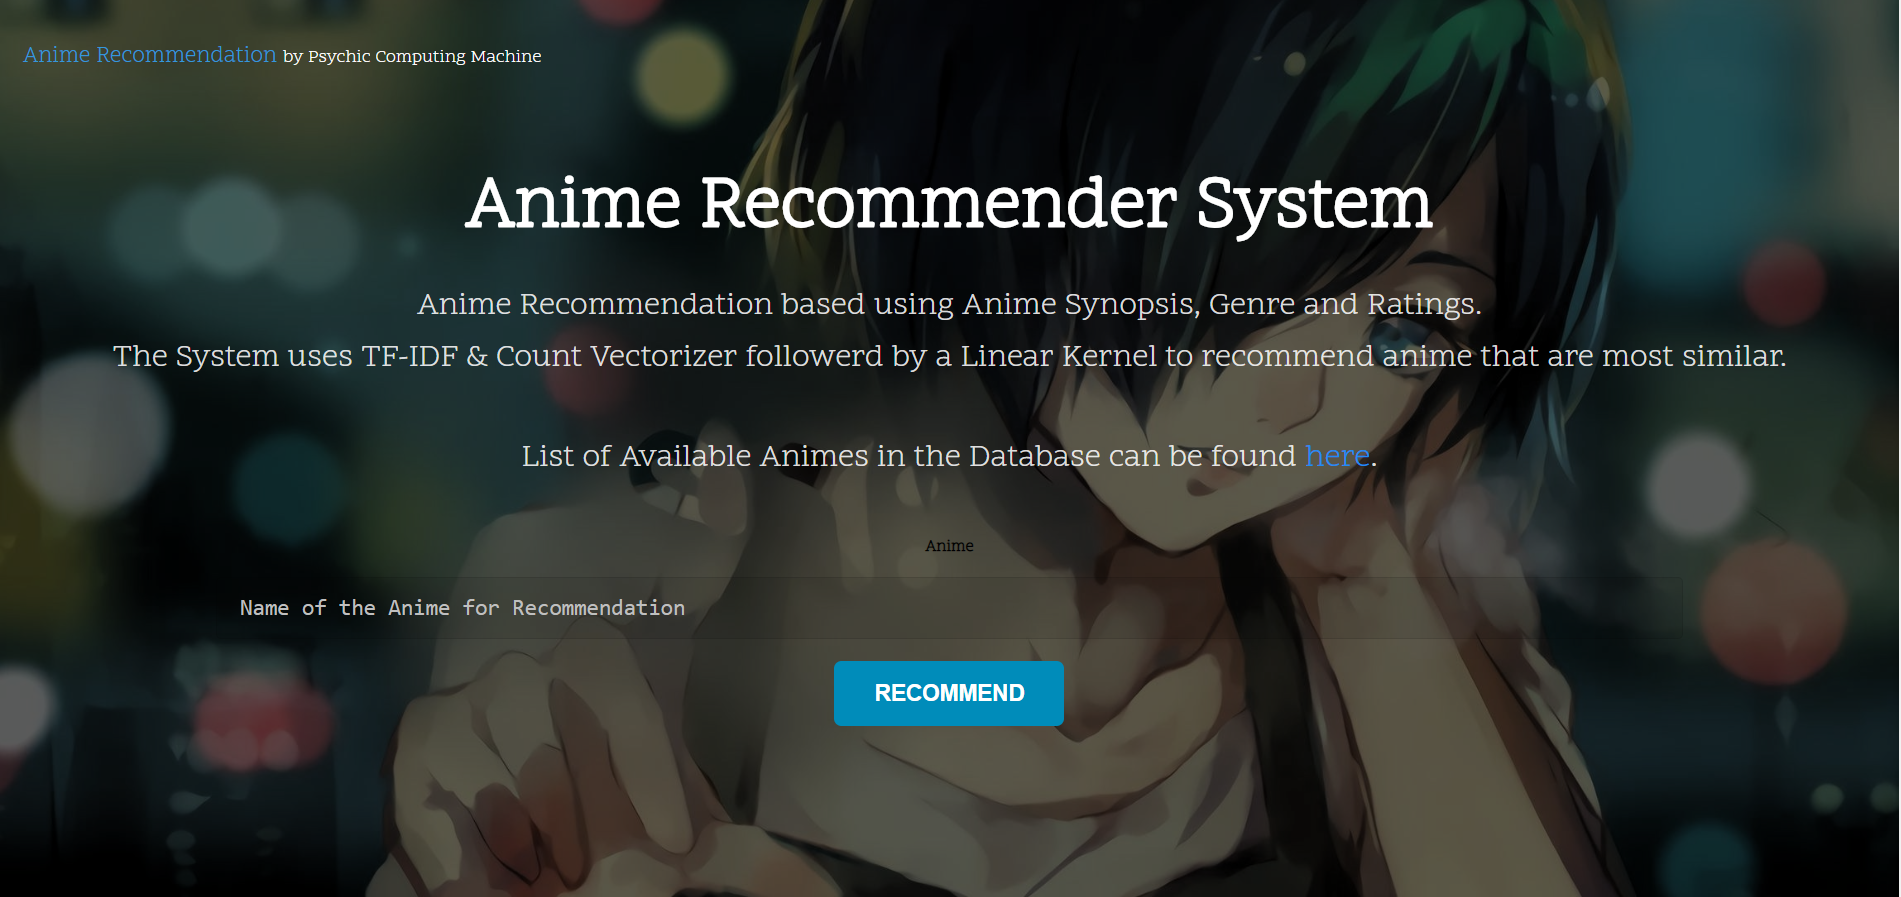 Anime Recommendation by Psychic Computing Machine
Anime Recommender System
Anime Recommendation based using Anime Synopsis, Genre and Ratings.
The System uses TF-IDF & Count Vectorizer followerd by a Linear Kernel to recommend anime that are most similar.
List of Available Animes in the Database can be found here.
Anime
Name of the Anime for Recommendation
RECOMMEND